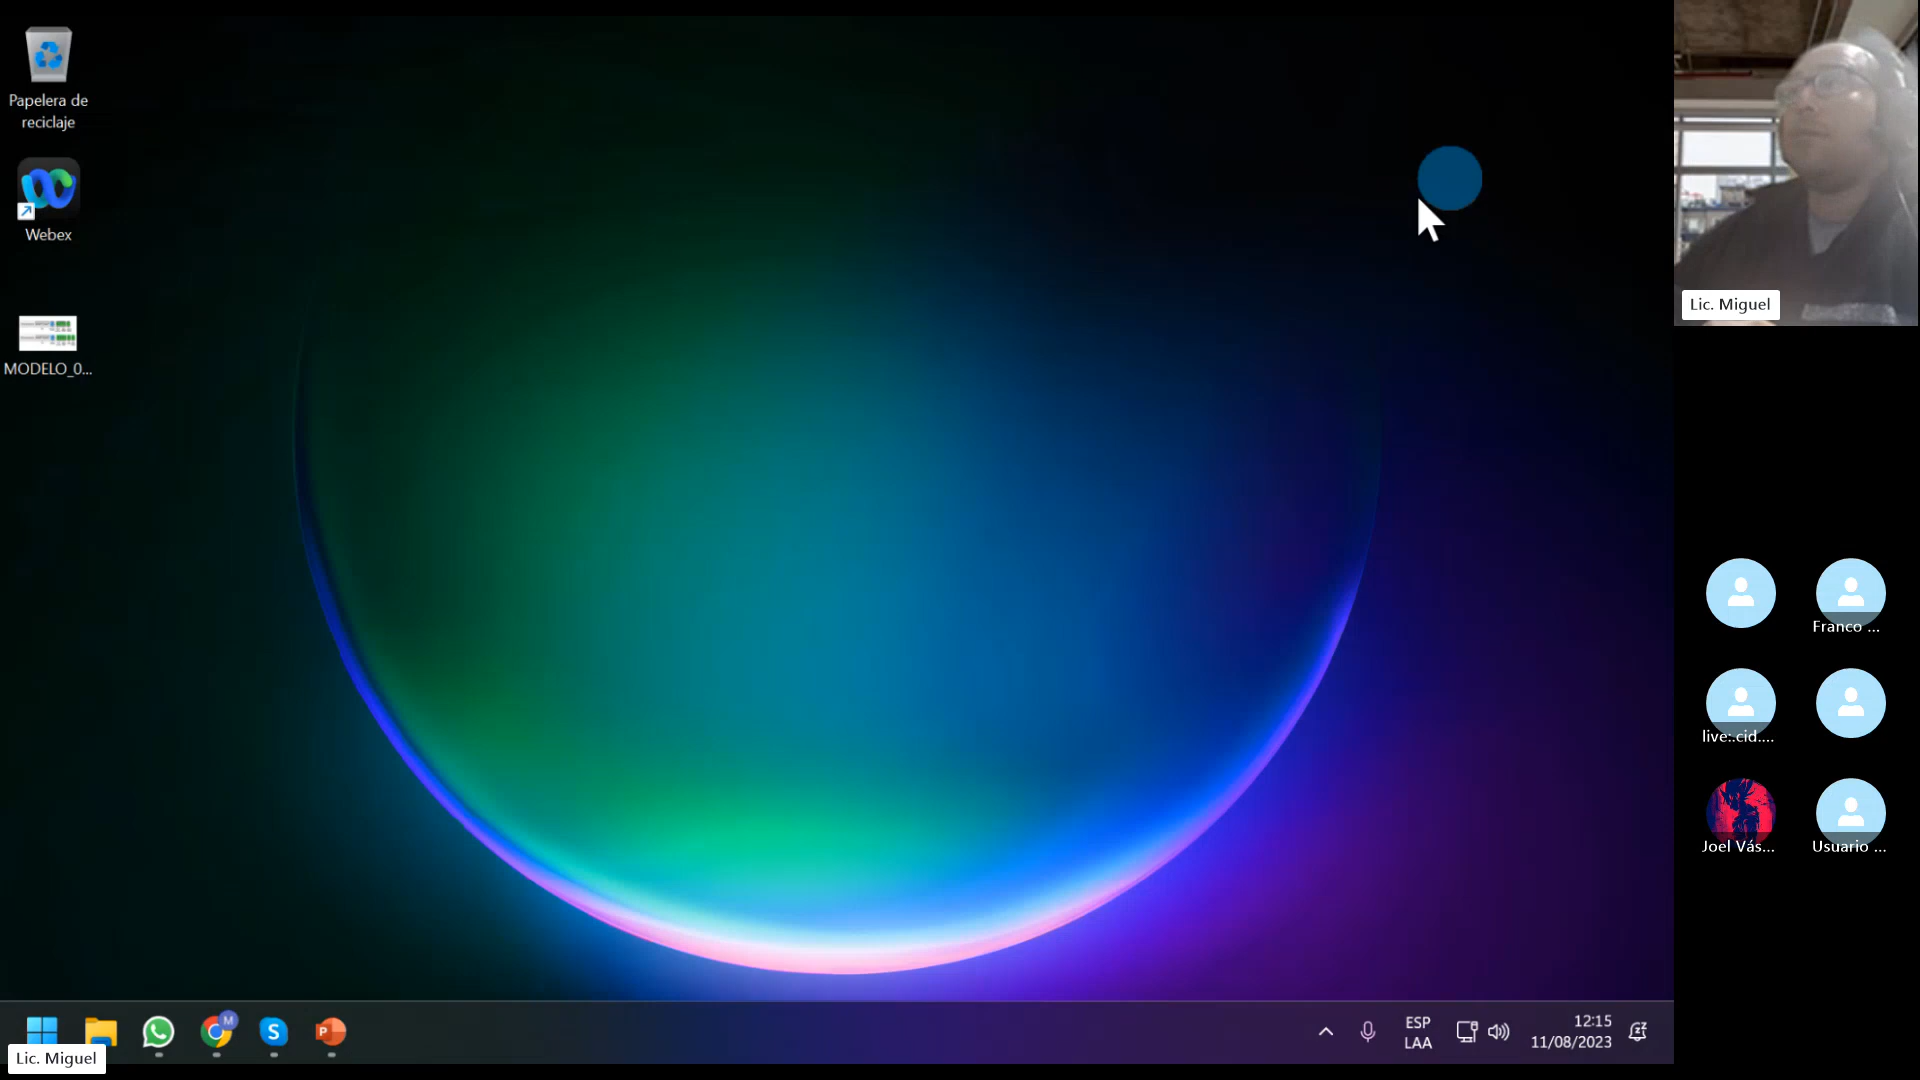 Papelera de
reciclaje
Webex
MODELO_0...
Lic. Miguel
Franco ...
live:.cid....
Joel Vás...
Usuario ...
M
S
P
ESP
LAA
12:15
11/08/2023
Lic. Miguel